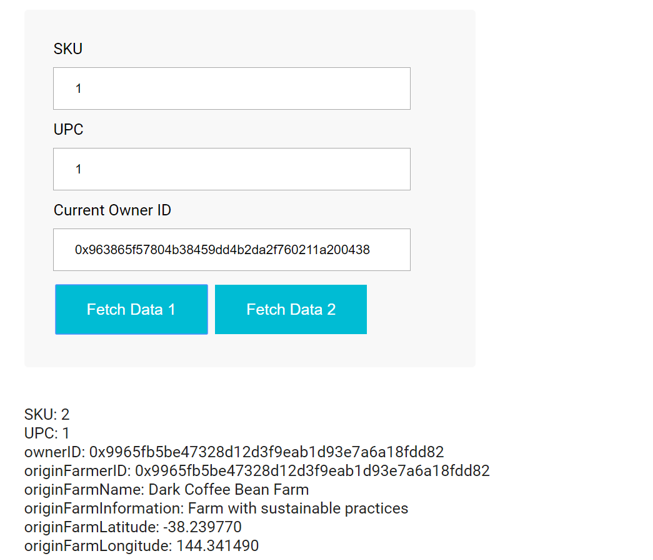 SKU
1
UPC
1
Current Owner ID
0x963865f57804b38459dd4b2da2f760211a200438
Fetch Data 1 Fetch Data 2
SKU: 2
UPC: 1
ownerID: 0x9965fb5be47328d12d3f9eab1d93e7a6a18fdd82
originFarmerID: 0x9965fb5be47328d12d3f9eab1d93e7a6a18fdd82
originFarmName: Dark Coffee Bean Farm
originFarmInformation: Farm with sustainable practices
originFarmLatitude: -38.239770
originFarmLongitude: 144.341490